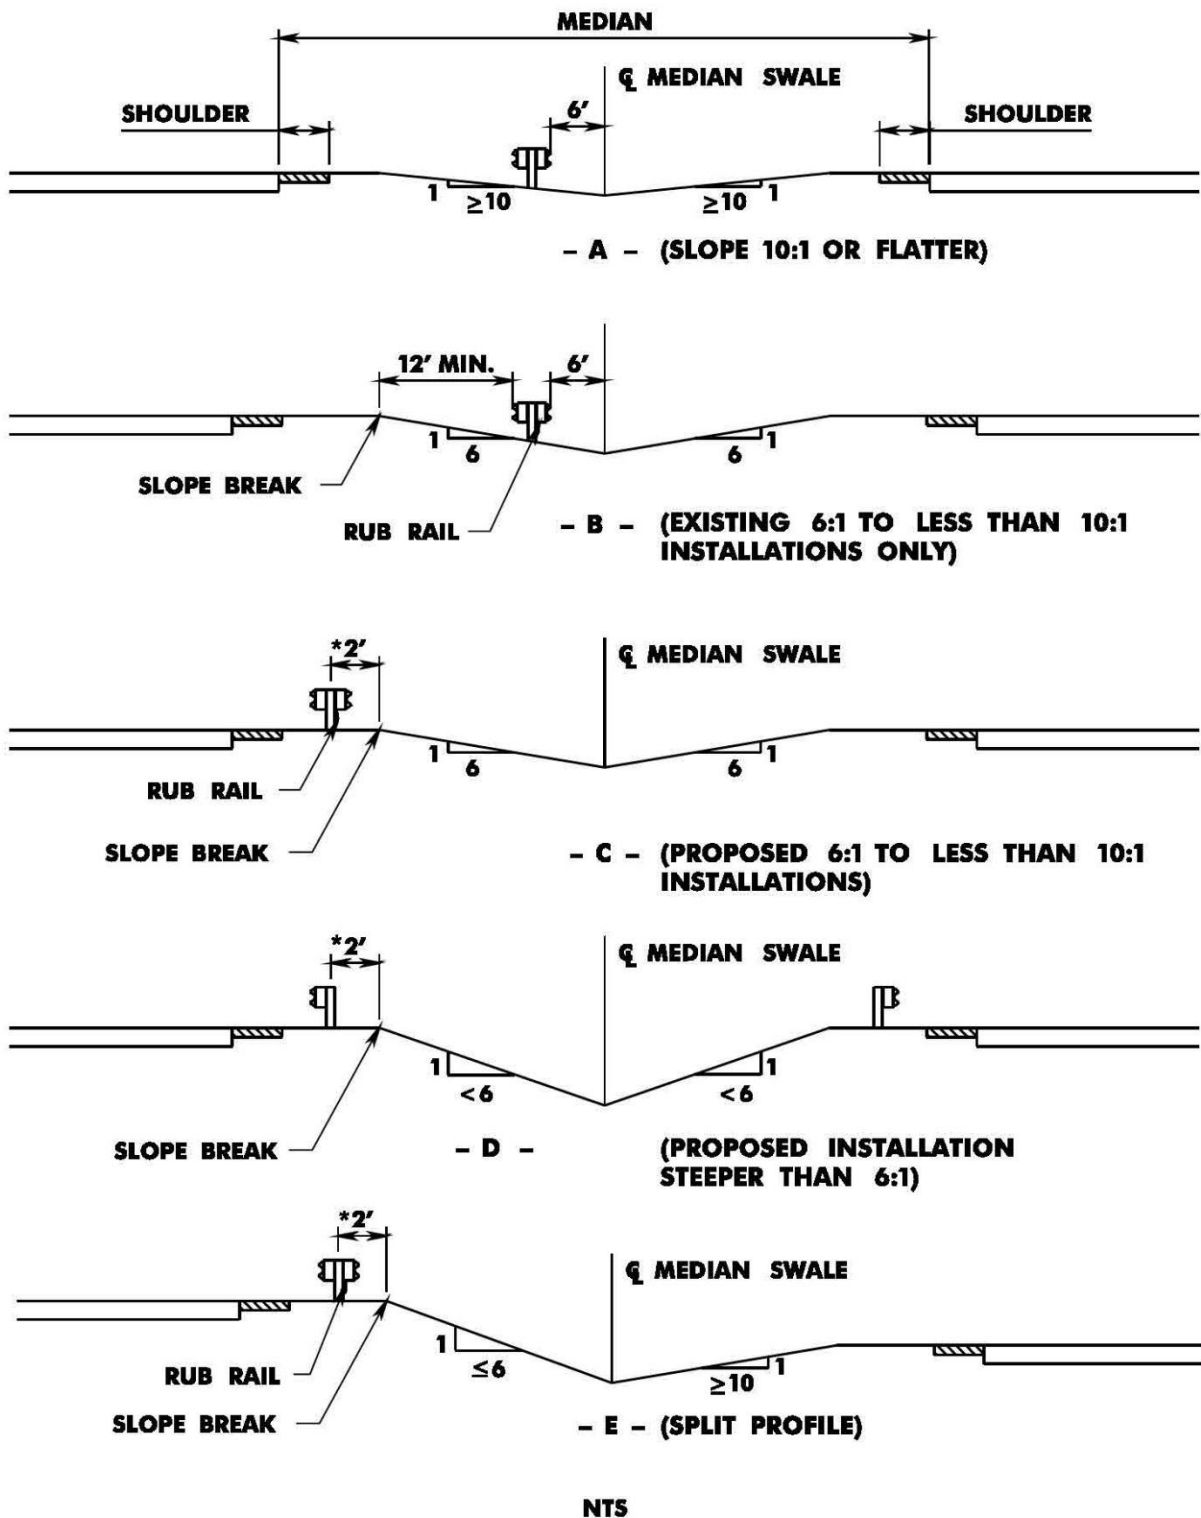 MEDIAN
℄ MEDIAN SWALE
SHOULDER
6'
SHOULDER
1
≥10
≥10
1
– A – (SLOPE 10:1 OR FLATTER)
12' MIN.
6'
1
6
6
1
SLOPE BREAK
RUB RAIL
– B – (EXISTING 6:1 TO LESS THAN 10:1
INSTALLATIONS ONLY)
*2'
℄ MEDIAN SWALE
1
6
6
1
RUB RAIL
SLOPE BREAK
– C – (PROPOSED 6:1 TO LESS THAN 10:1
INSTALLATIONS)
*2'
℄ MEDIAN SWALE
1
<6
<6
1
SLOPE BREAK
– D – (PROPOSED INSTALLATION
STEEPER THAN 6:1)
*2'
℄ MEDIAN SWALE
1
≤6
≥10
1
RUB RAIL
SLOPE BREAK
– E – (SPLIT PROFILE)
NTS